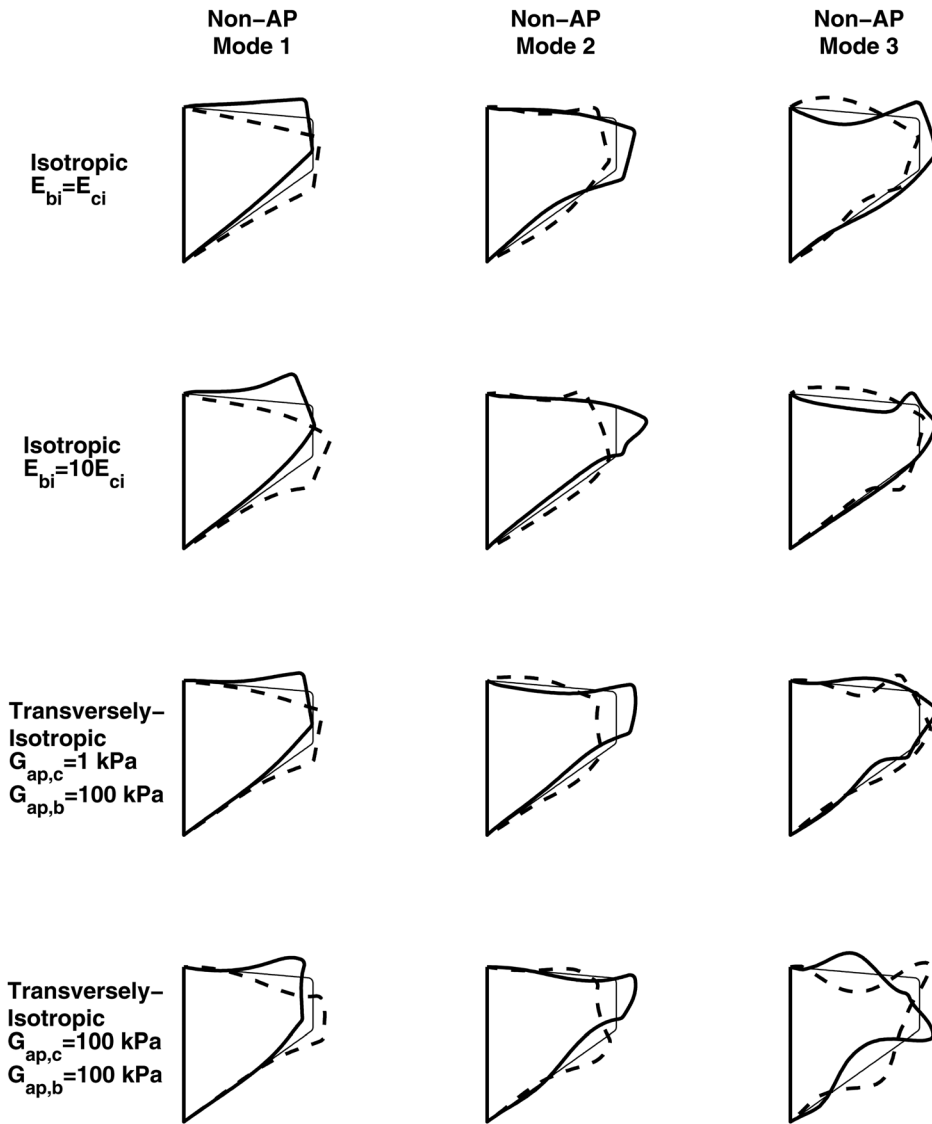 Non−AP
Mode 1
Non−AP
Mode 2
Non−AP
Mode 3
Isotropic
E_bi=E_ci
Isotropic
E_bi=10E_ci
Transversely−
Isotropic
G_ap,c=1 kPa
G_ap,b=100 kPa
Transversely−
Isotropic
G_ap,c=100 kPa
G_ap,b=100 kPa